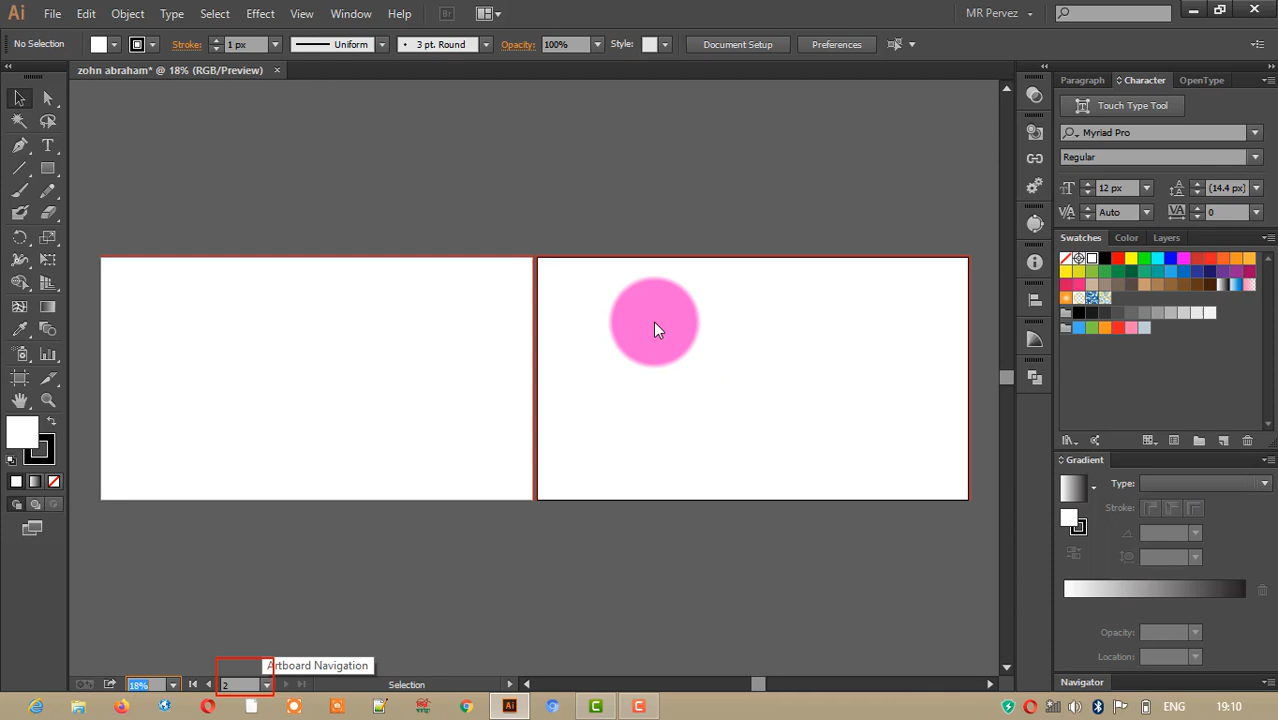 Ai File Edit Object Type Select Effect View Window Help Br MR Pervez
No Selection Stroke: 1 px Uniform 3 pt. Round Opacity: 100% Style: Document Setup Preferences
zohn abraham* @ 18% (RGB/Preview)
Paragraph Character OpenType
Touch Type Tool
Myriad Pro
Regular
12 px (14.4 px)
Auto 0
Swatches Color Layers
Gradient
Type:
Stroke:
Opacity:
Location:
Artboard Navigation
18% 2 Selection
Navigator
Ai
19:10